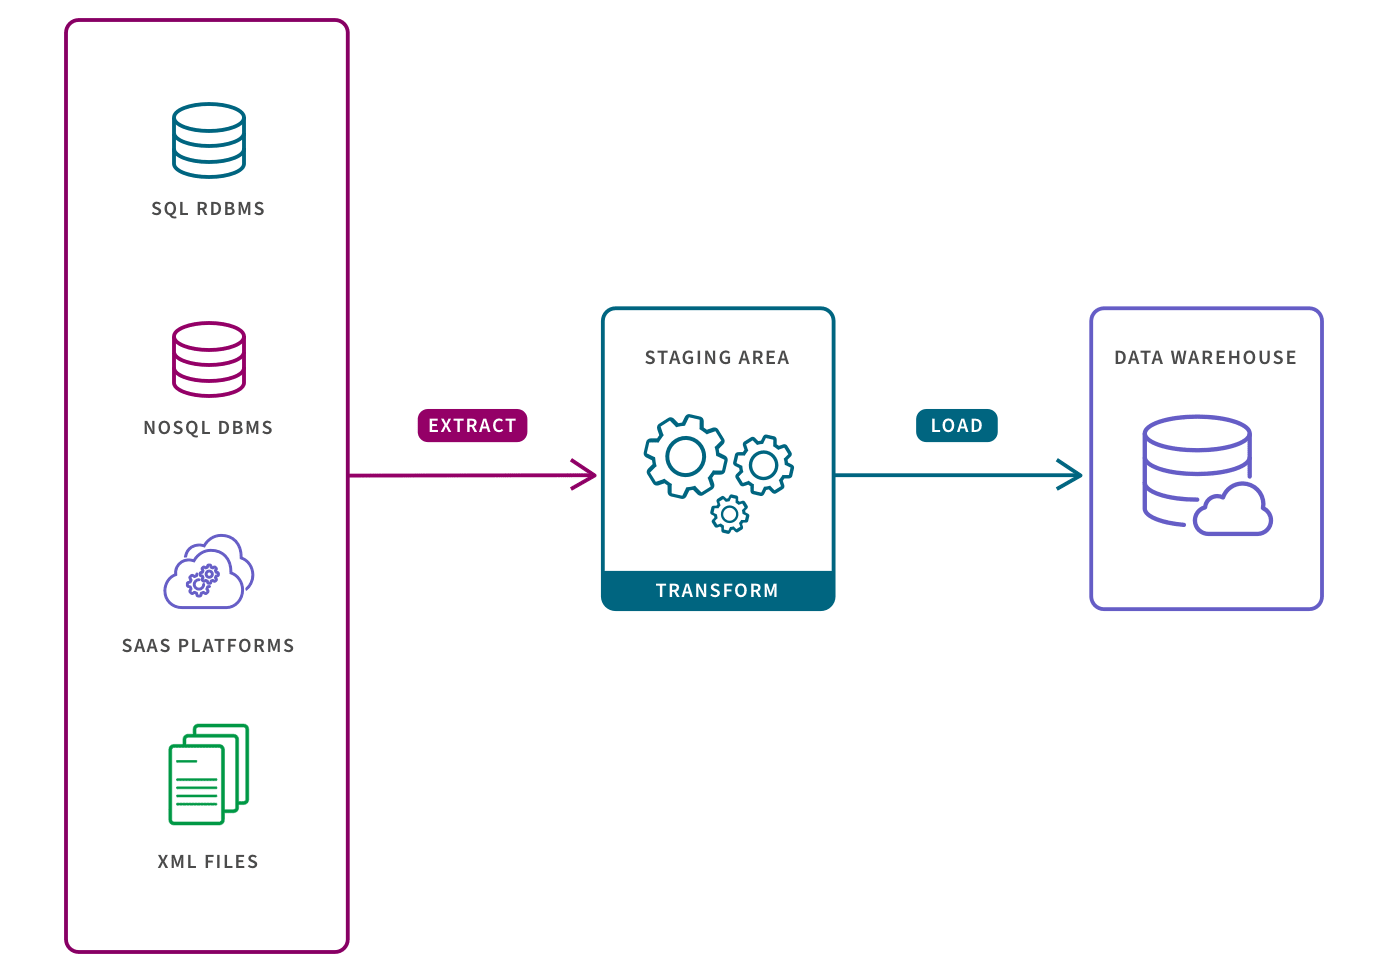 SQL RDBMS
NOSQL DBMS
SAAS PLATFORMS
XML FILES
EXTRACT
STAGING AREA
TRANSFORM
LOAD
DATA WAREHOUSE